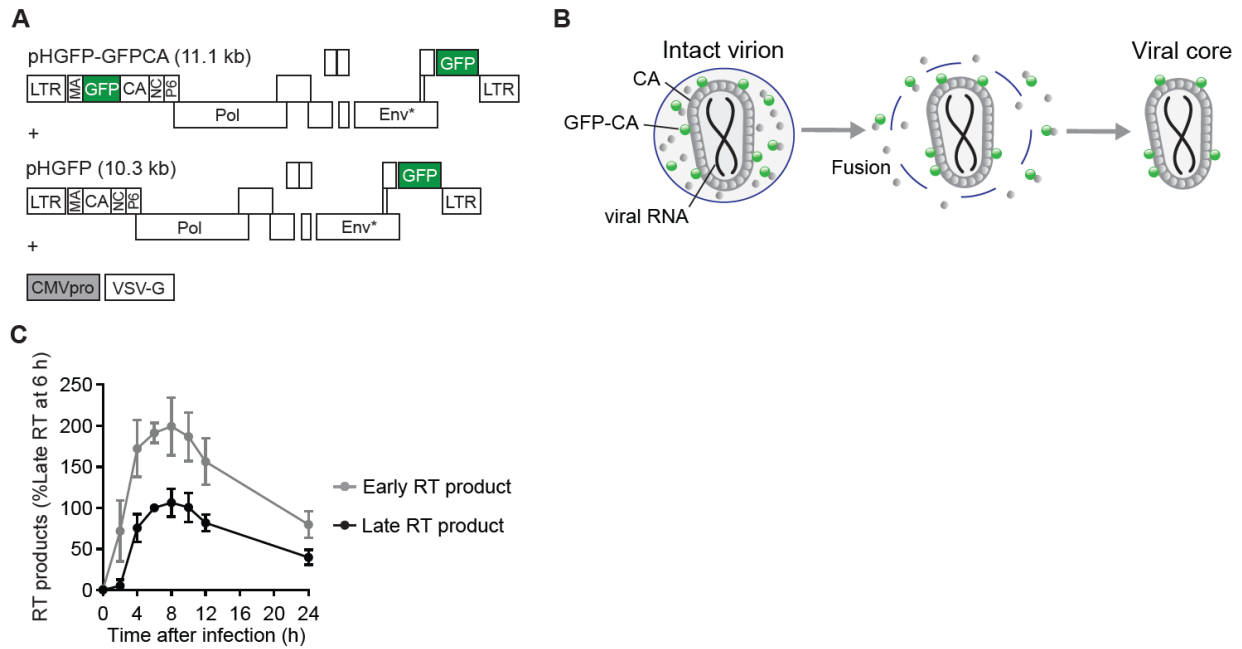 A
pHGFP-GFPCA (11.1 kb)
GFP
LTR MA GFP CA NC P6 LTR
Pol Env*
+
pHGFP (10.3 kb)
GFP
LTR MA CA NC P6 LTR
Pol Env*
+
CMVpro VSV-G
B
Intact virion Viral core
CA
GFP-CA
Fusion
viral RNA
C
RT products (%Late RT at 6 h)
250
200
150
100
50
0
0 4 8 12 16 20 24
Time after infection (h)
Early RT product
Late RT product